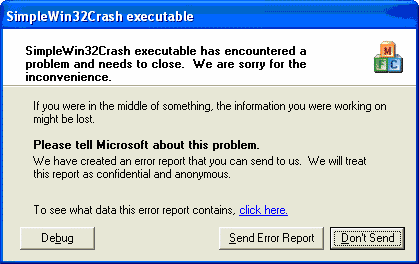 SimpleWin32Crash executable
SimpleWin32Crash executable has encountered a
problem and needs to close.  We are sorry for the
inconvenience.
M
F C
If you were in the middle of something, the information you were working on
might be lost.
Please tell Microsoft about this problem.
We have created an error report that you can send to us.  We will treat
this report as confidential and anonymous.
To see what data this error report contains, click here.
Debug
Send Error Report
Don't Send